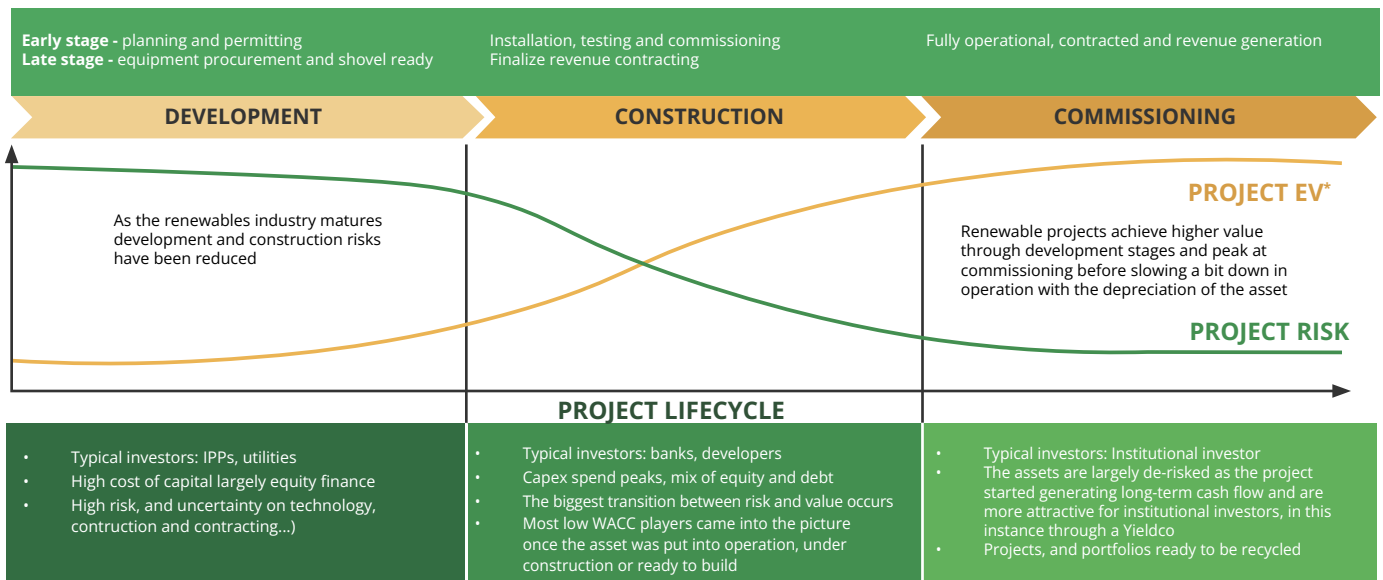 Early stage - planning and permitting
Late stage - equipment procurement and shovel ready
Installation, testing and commissioning
Finalize revenue contracting
Fully operational, contracted and revenue generation
DEVELOPMENT
CONSTRUCTION
COMMISSIONING
As the renewables industry matures
development and construction risks
have been reduced
PROJECT EV*
Renewable projects achieve higher value
through development stages and peak at
commissioning before slowing a bit down in
operation with the depreciation of the asset
PROJECT RISK
PROJECT LIFECYCLE
• Typical investors: IPPs, utilities
• High cost of capital largely equity finance
• High risk, and uncertainty on technology,
contruction and contracting...)
• Typical investors: banks, developers
• Capex spend peaks, mix of equity and debt
• The biggest transition between risk and value occurs
• Most low WACC players came into the picture
once the asset was put into operation, under
construction or ready to build
• Typical investors: Institutional investor
• The assets are largely de-risked as the project
started generating long-term cash flow and are
more attractive for institutional investors, in this
instance through a Yieldco
• Projects, and portfolios ready to be recycled